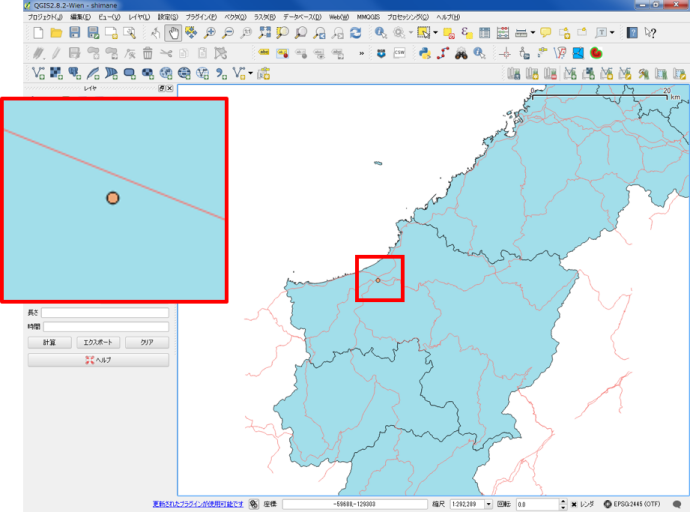 QGIS2.8.2-Wien - shimane
プロジェクト(J) 編集(E) ビュー(V) レイヤ(L) 設定(S) プラグイン(P) ベクタ(O) ラスタ(R) データベース(D) Web(W) MMQGIS プロセッシング(C) ヘルプ(H)
CSW
レイヤ
0 20
km
長さ
時間
計算 エクスポート クリア
ヘルプ
更新されたプラグインが使用可能です 座標 -59688,-129303 縮尺 1:292,289 回転 0.0 レンダ EPSG:2445 (OTF)